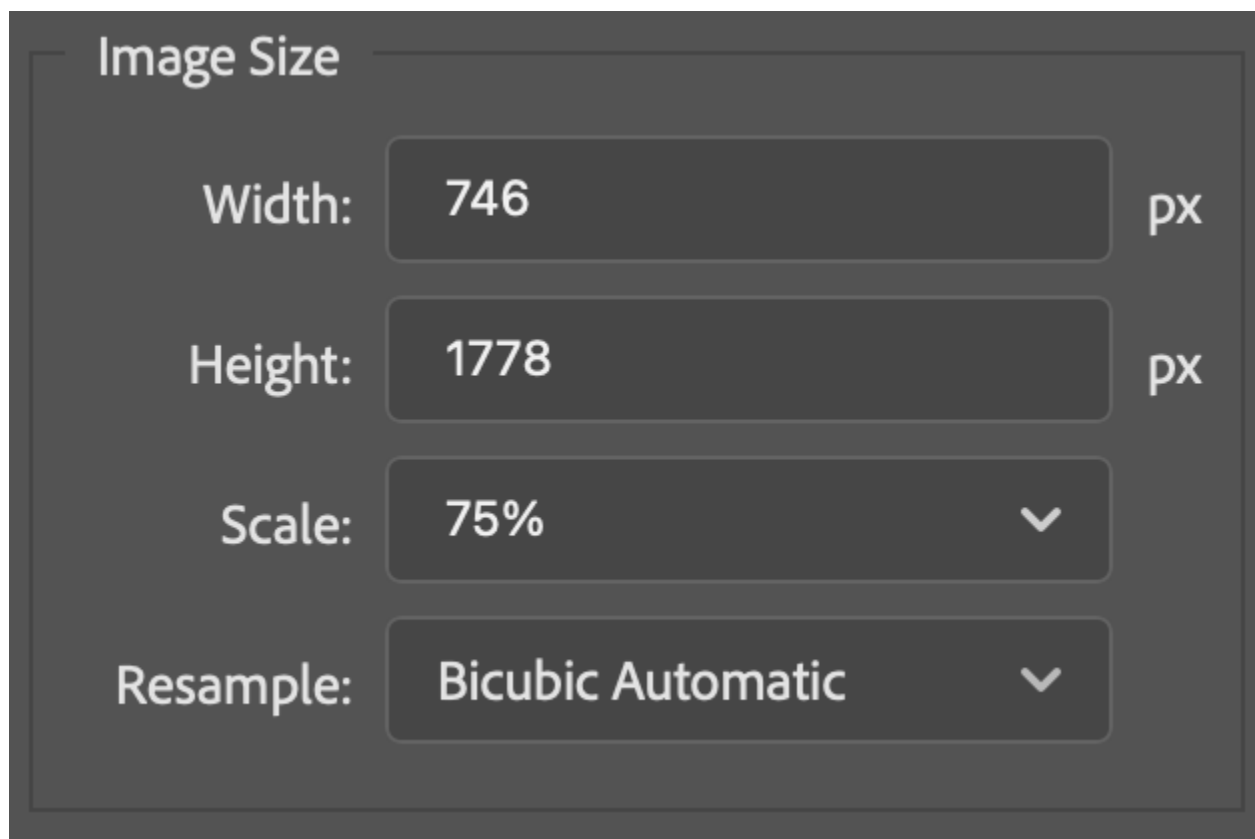 Image Size
Width: 746 px
Height: 1778 px
Scale: 75%
Resample: Bicubic Automatic